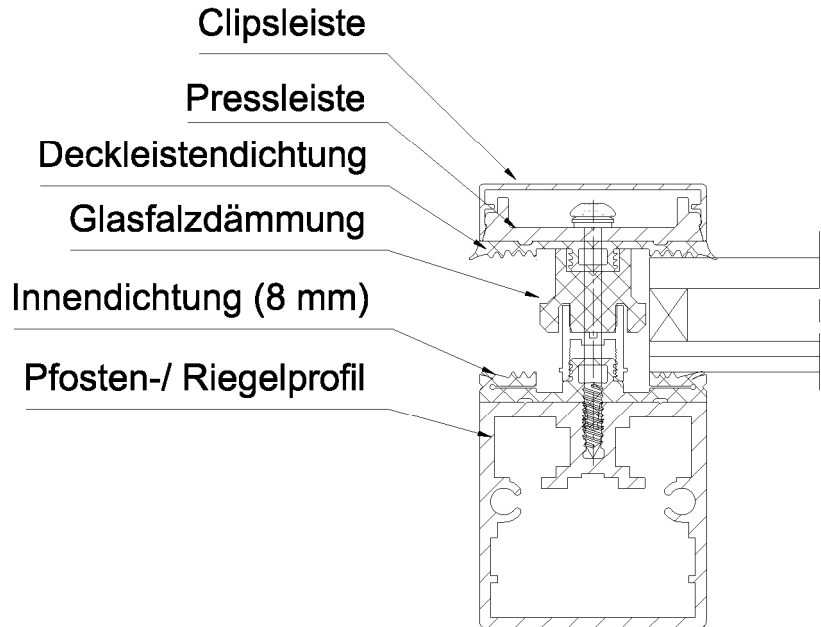 Clipsleiste
Pressleiste
Deckleistendichtung
Glasfalzdämmung
Innendichtung (8 mm)
Pfosten-/ Riegelprofil